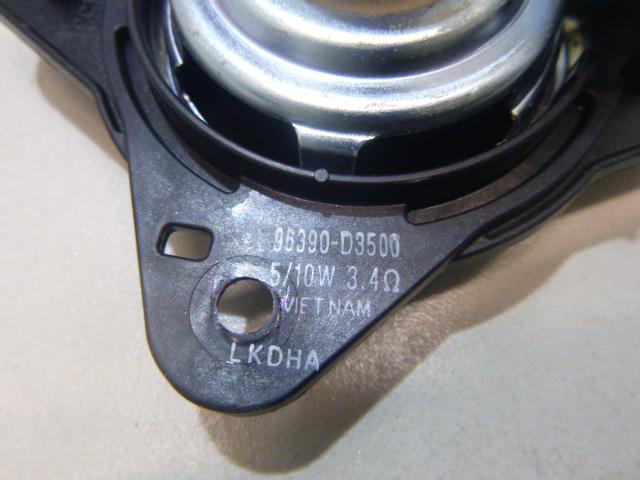 96390-D3500
5/10W 3.4Ω
VIETNAM
LKDHA